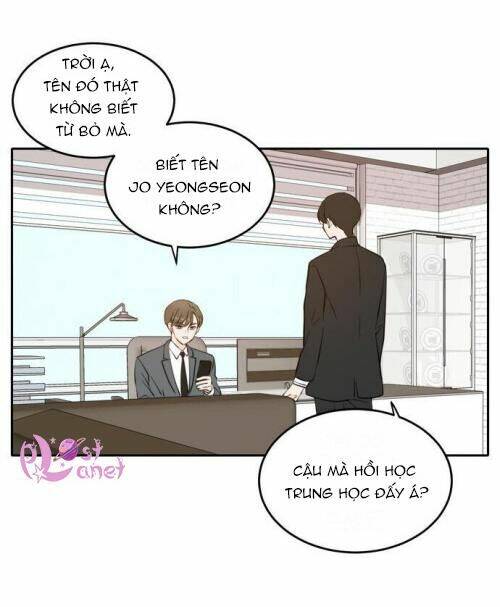 TRỜI Ạ,
TÊN ĐÓ THẬT
KHÔNG BIẾT
TỪ BỎ MÀ.
BIẾT TÊN
JO YEONGSEON
KHÔNG?
Lost
Planet
CẬU MÀ HỒI HỌC
TRUNG HỌC ĐẤY Á?